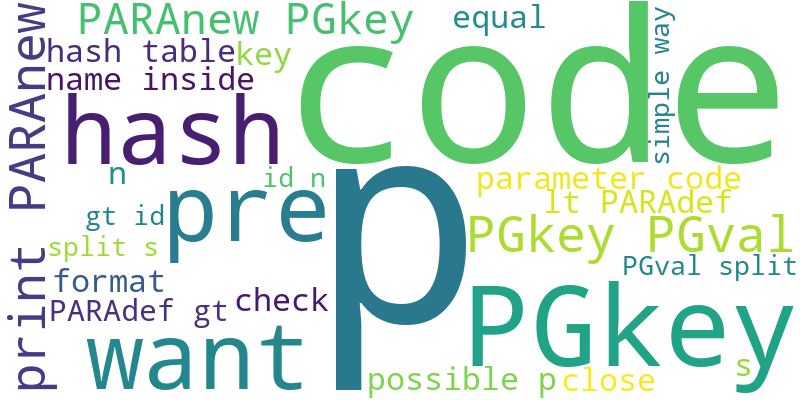 PARAnew PGkey
equal
hash table
key
name inside
code
simple way
print PARAnew
hash
n
id n
parameter code
gt id
pre
p
lt PARAdef
split s
PGkey PGval
PGval split
format
PARAdef gt
check
PGkey
want
possible p
close
s